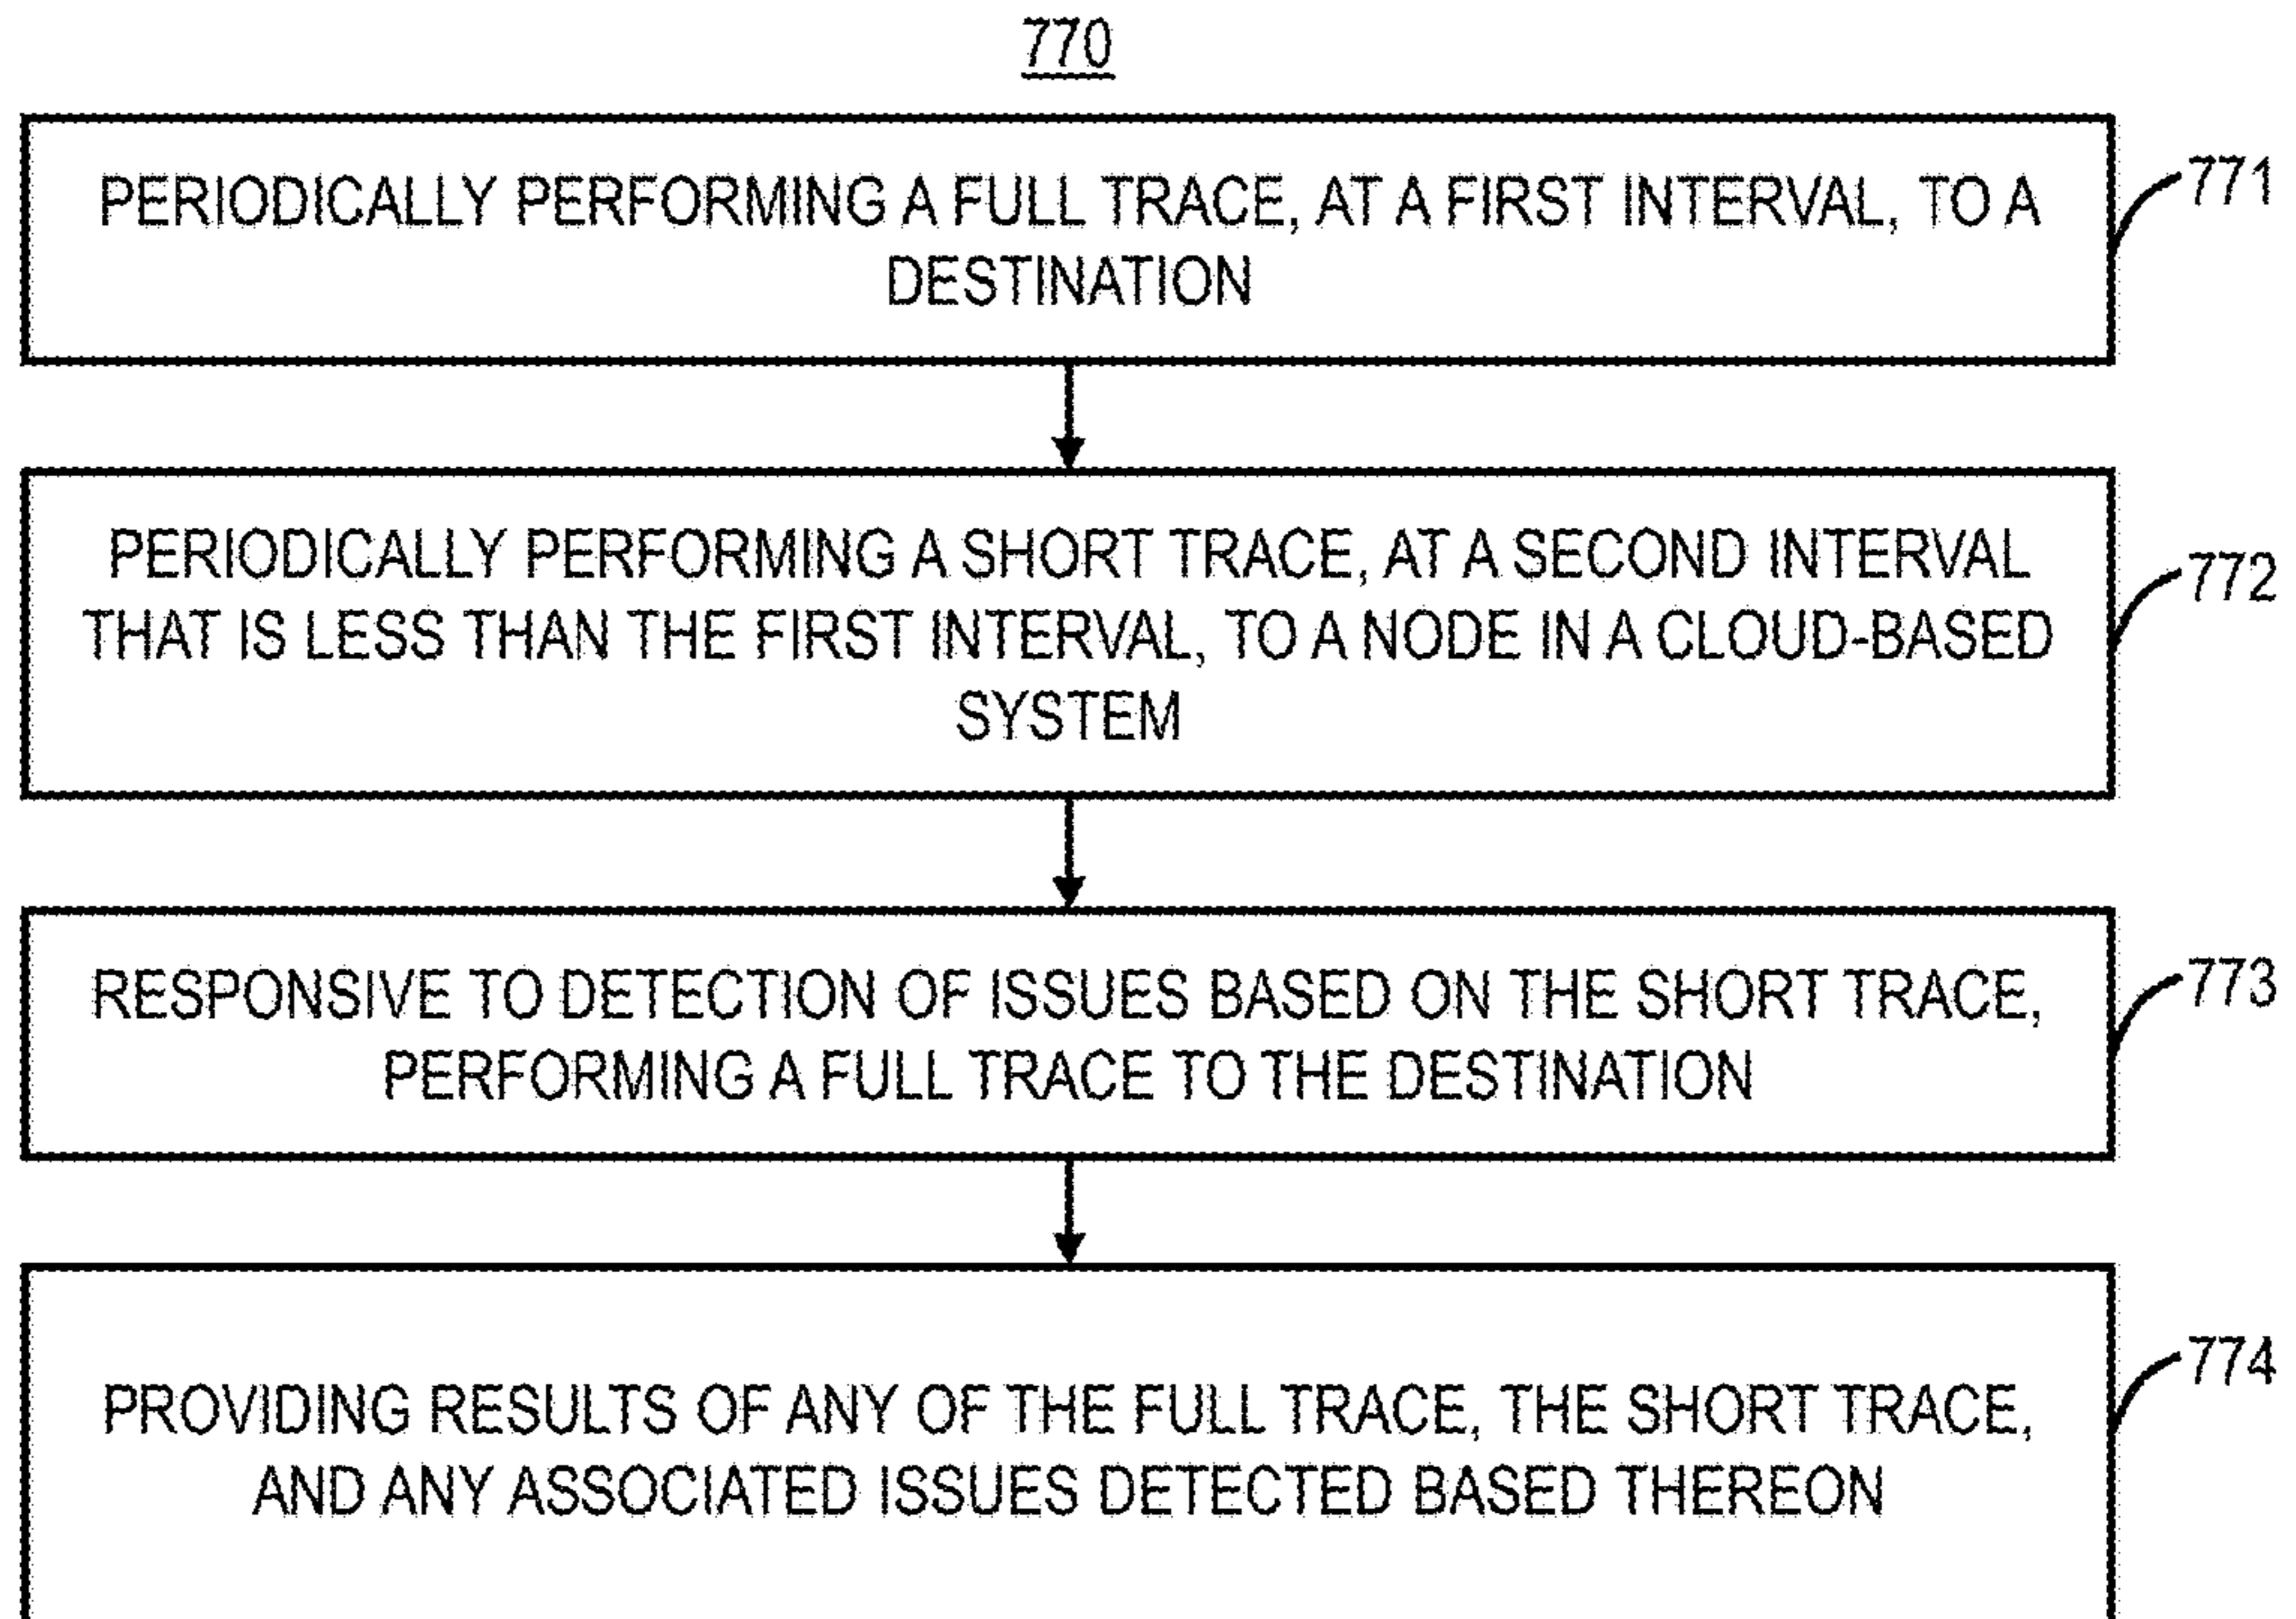 770
PERIODICALLY PERFORMING A FULL TRACE, AT A FIRST INTERVAL, TO A
DESTINATION
771
PERIODICALLY PERFORMING A SHORT TRACE, AT A SECOND INTERVAL
THAT IS LESS THAN THE FIRST INTERVAL, TO A NODE IN A CLOUD-BASED
SYSTEM
772
RESPONSIVE TO DETECTION OF ISSUES BASED ON THE SHORT TRACE,
PERFORMING A FULL TRACE TO THE DESTINATION
773
PROVIDING RESULTS OF ANY OF THE FULL TRACE, THE SHORT TRACE,
AND ANY ASSOCIATED ISSUES DETECTED BASED THEREON
774